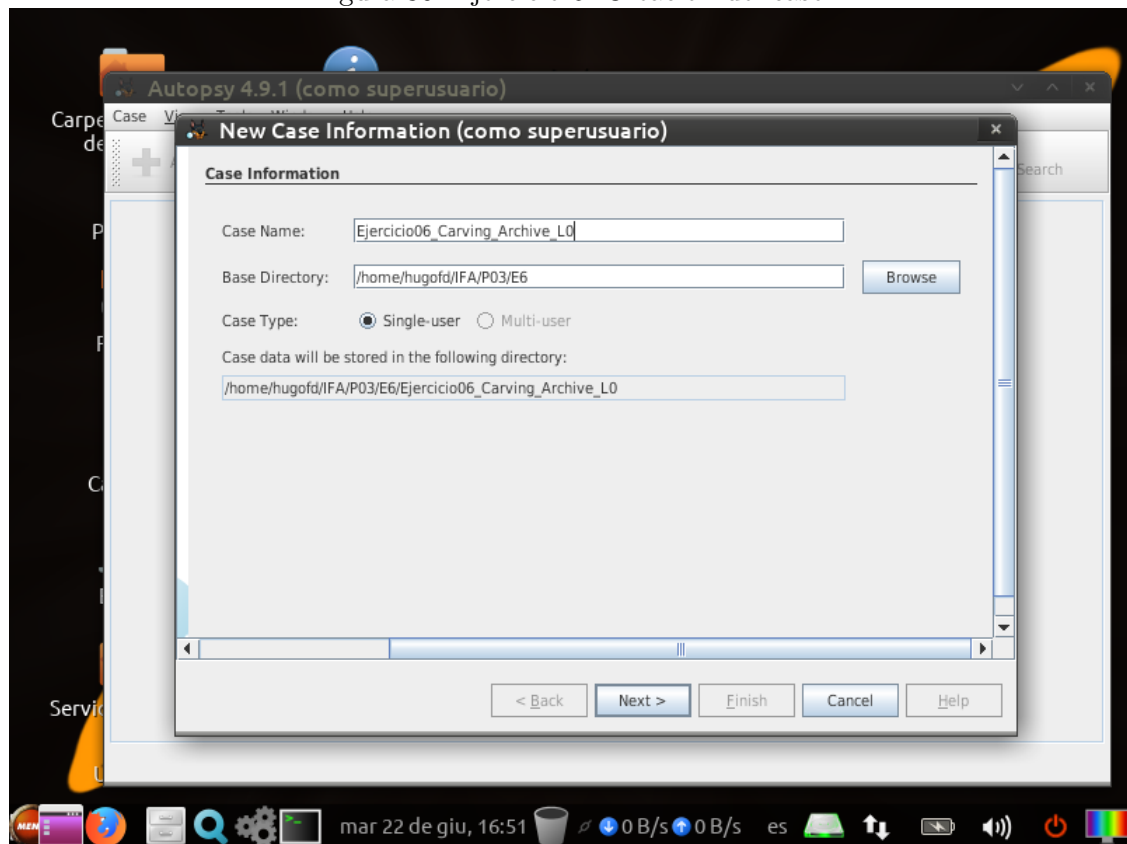 Autopsy 4.9.1 (como superusuario)
Case
New Case Information (como superusuario)
Search
Case Information
Case Name: Ejercicio06_Carving_Archive_L0
Base Directory: /home/hugofd/IFA/P03/E6 Browse
Case Type: Single-user Multi-user
Case data will be stored in the following directory:
/home/hugofd/IFA/P03/E6/Ejercicio06_Carving_Archive_L0
< Back Next > Finish Cancel Help
mar 22 de giu, 16:51 0 B/s 0 B/s es